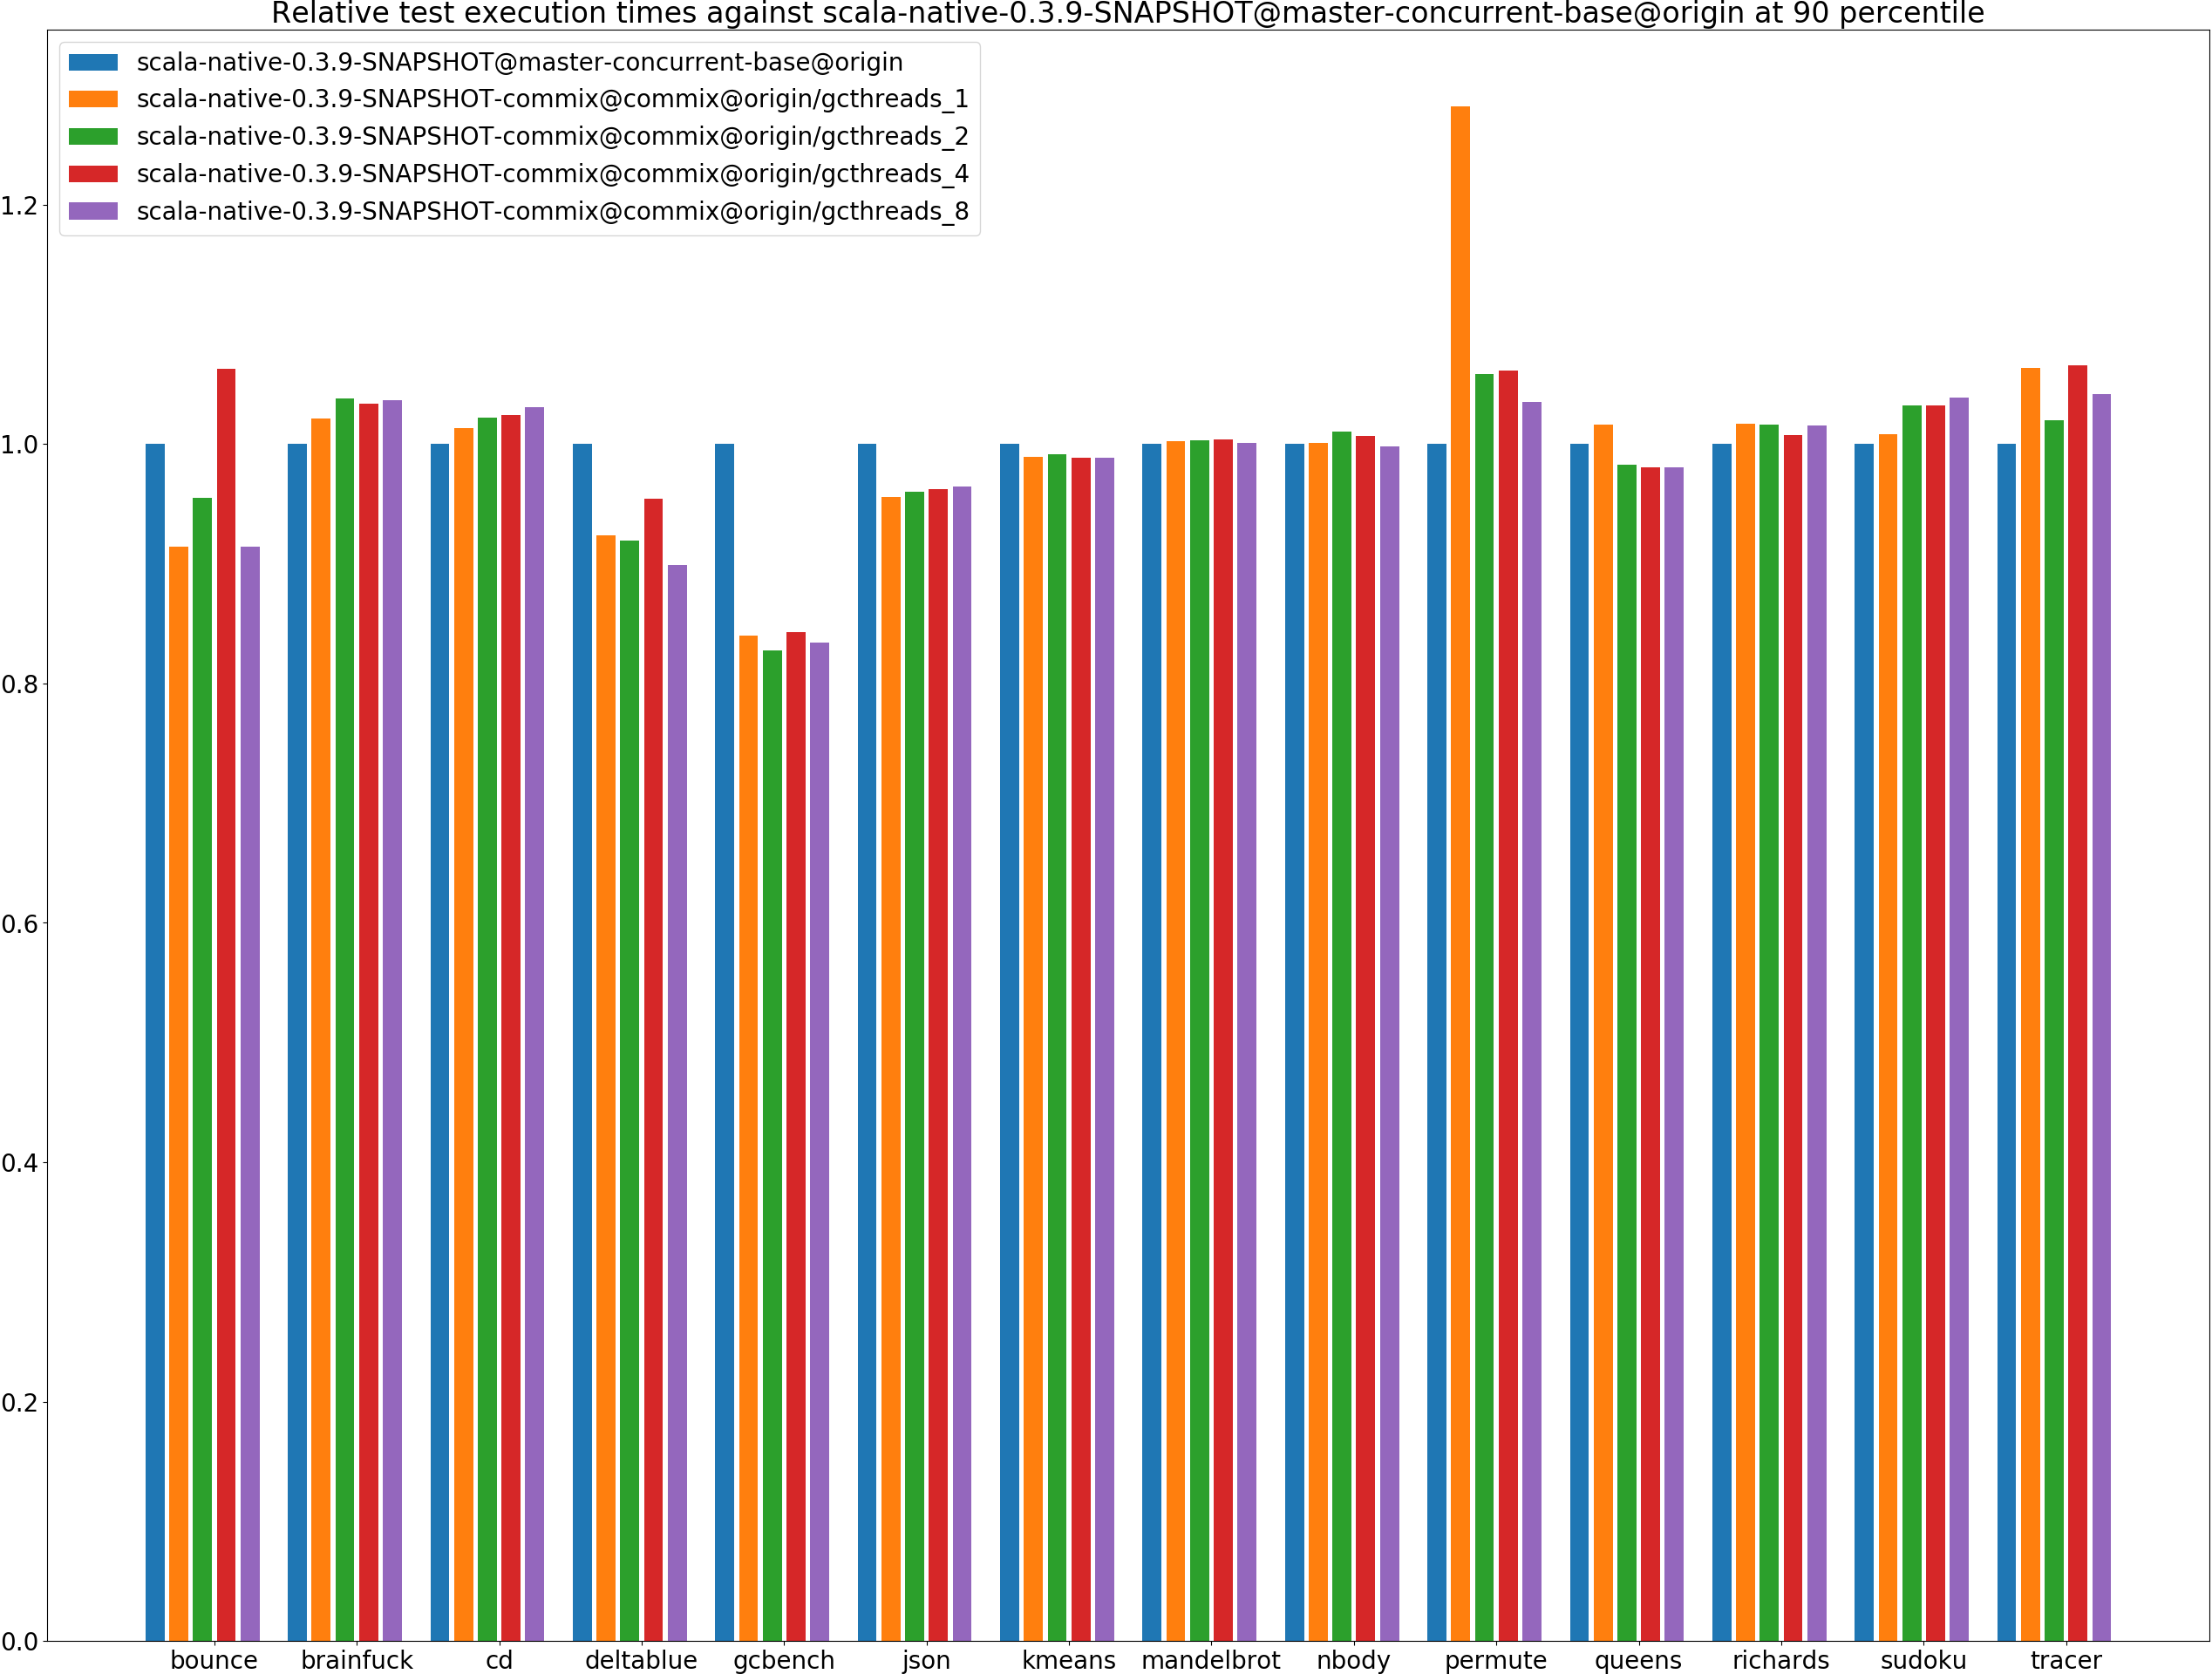 Relative test execution times against scala-native-0.3.9-SNAPSHOT@master-concurrent-base@origin at 90 percentile
scala-native-0.3.9-SNAPSHOT@master-concurrent-base@origin
scala-native-0.3.9-SNAPSHOT-commix@commix@origin/gcthreads_1
scala-native-0.3.9-SNAPSHOT-commix@commix@origin/gcthreads_2
scala-native-0.3.9-SNAPSHOT-commix@commix@origin/gcthreads_4
scala-native-0.3.9-SNAPSHOT-commix@commix@origin/gcthreads_8
1.2
1.0
0.8
0.6
0.4
0.2
0.0
bounce brainfuck cd deltablue gcbench json kmeans mandelbrot nbody permute queens richards sudoku tracer